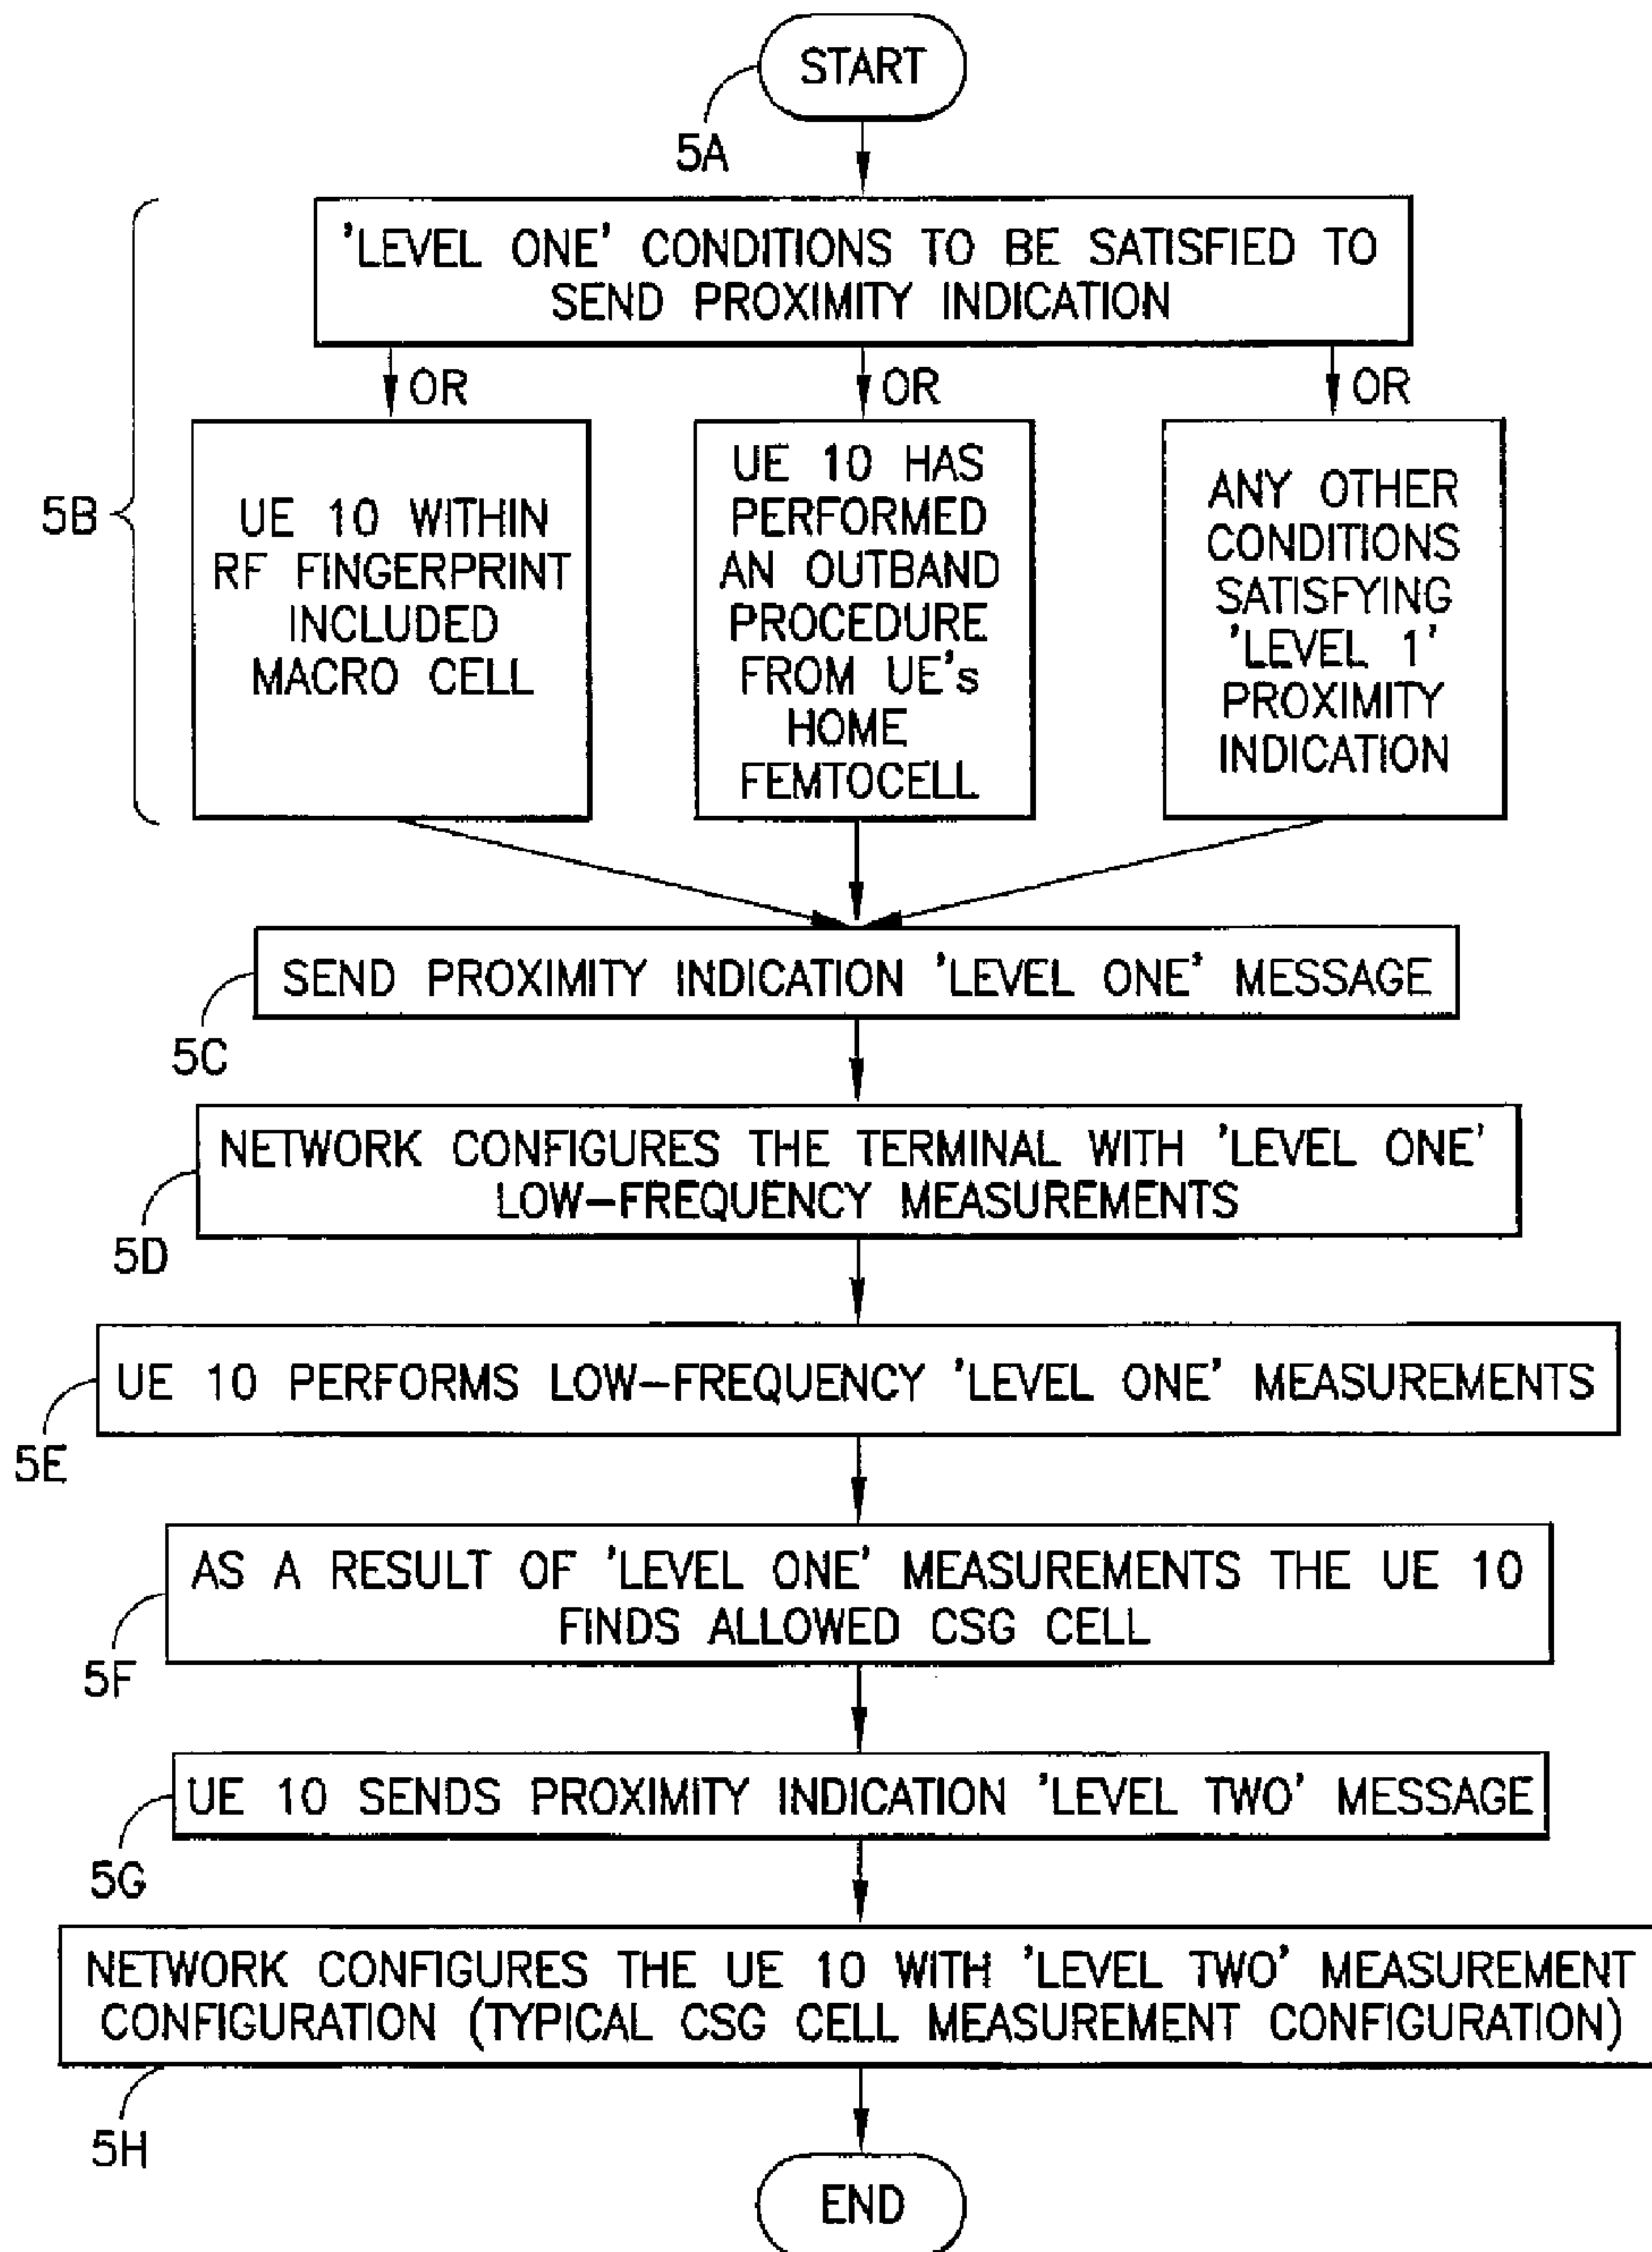 START
5A
'LEVEL ONE' CONDITIONS TO BE SATISFIED TO
SEND PROXIMITY INDICATION
OR
OR
OR
5B
UE 10 WITHIN
RF FINGERPRINT
INCLUDED
MACRO CELL
UE 10 HAS
PERFORMED
AN OUTBAND
PROCEDURE
FROM UE's
HOME
FEMTOCELL
ANY OTHER
CONDITIONS
SATISFYING
'LEVEL 1'
PROXIMITY
INDICATION
SEND PROXIMITY INDICATION 'LEVEL ONE' MESSAGE
5C
NETWORK CONFIGURES THE TERMINAL WITH 'LEVEL ONE'
LOW-FREQUENCY MEASUREMENTS
5D
UE 10 PERFORMS LOW-FREQUENCY 'LEVEL ONE' MEASUREMENTS
5E
AS A RESULT OF 'LEVEL ONE' MEASUREMENTS THE UE 10
FINDS ALLOWED CSG CELL
5F
UE 10 SENDS PROXIMITY INDICATION 'LEVEL TWO' MESSAGE
5G
NETWORK CONFIGURES THE UE 10 WITH 'LEVEL TWO' MEASUREMENT
CONFIGURATION (TYPICAL CSG CELL MEASUREMENT CONFIGURATION)
5H
END